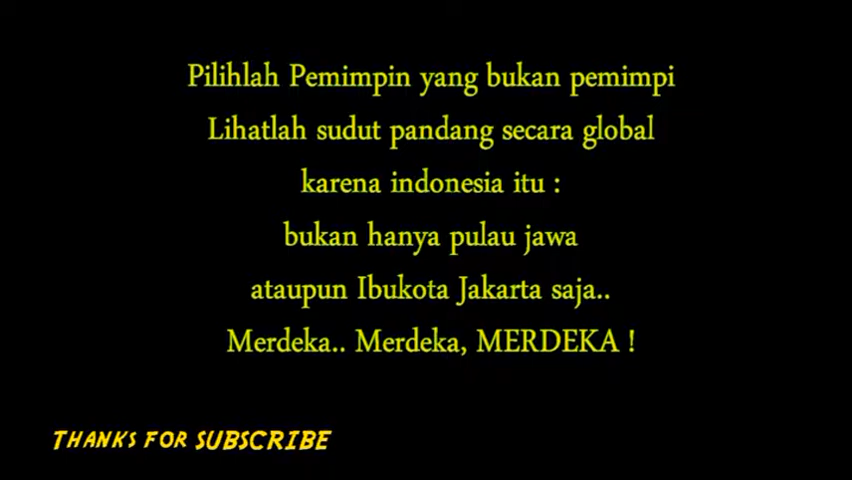 Pilihlah Pemimpin yang bukan pemimpi
Lihatlah sudut pandang secara global
karena indonesia itu :
bukan hanya pulau jawa
ataupun Ibukota Jakarta saja..
Merdeka.. Merdeka, MERDEKA !
THANKS FOR SUBSCRIBE